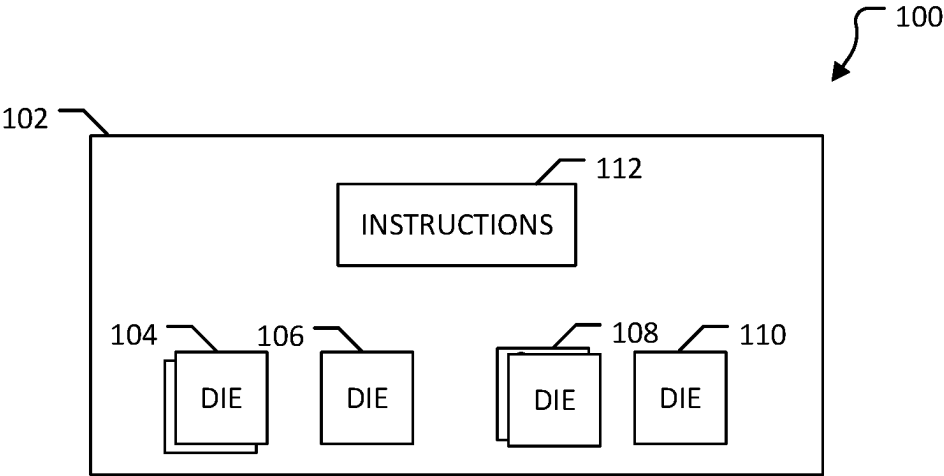 100
102
112
INSTRUCTIONS
104 106 108 110
DIE DIE DIE DIE